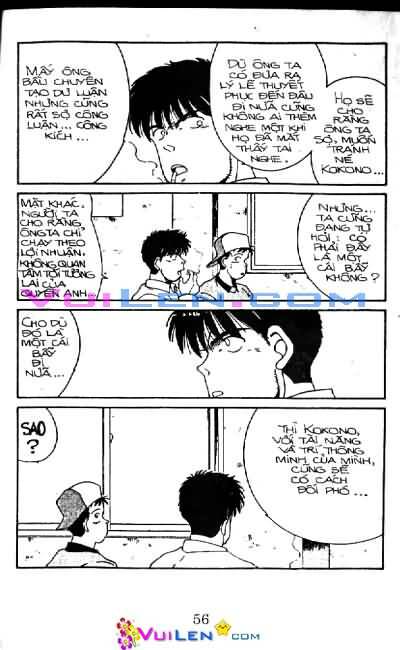 MẤY ÔNG
BẦU CHUYÊN
TẠO DƯ LUẬN
NHƯNG CŨNG
RẤT SỢ CÔNG
LUẬN... CÔNG
KÍCH...
DÙ ÔNG TA
CÓ ĐƯA RA
LÝ LẼ THUYẾT
PHỤC ĐẾN ĐÂU
ĐI NỮA CŨNG
KHÔNG AI THÈM
NGHE MỘT KHI
HỌ ĐÃ MẤT
THẤY TAI
NGHE.
HỌ SẼ
CHO
RẰNG
ÔNG TA
SỢ, MUỐN
TRÁNH
NÉ
KOKONO...
MẶT KHÁC,
NGƯỜI TA
CHO RẰNG
ÔNG TA CHỈ
CHẠY THEO
LỢI NHUẬN,
KHÔNG QUAN
TÂM TỚI TƯƠNG
LAI CỦA
QUYỀN ANH
NHƯNG...
TA CŨNG
ĐANG TỰ
HỎI: CÓ
PHẢI ĐÂY
LÀ MỘT
CÁI BẪY
KHÔNG?
VUILEN.COM
CHO DÙ
ĐÓ LÀ
MỘT CÁI
BẪY
ĐI
NỮA...
SAO
?
THÌ KOKONO,
VỚI TÀI NĂNG
VÀ TRÍ THÔNG
MINH CỦA MÌNH,
CŨNG SẼ
CÓ CÁCH
ĐỐI PHÓ...
56
VUILEN.COM